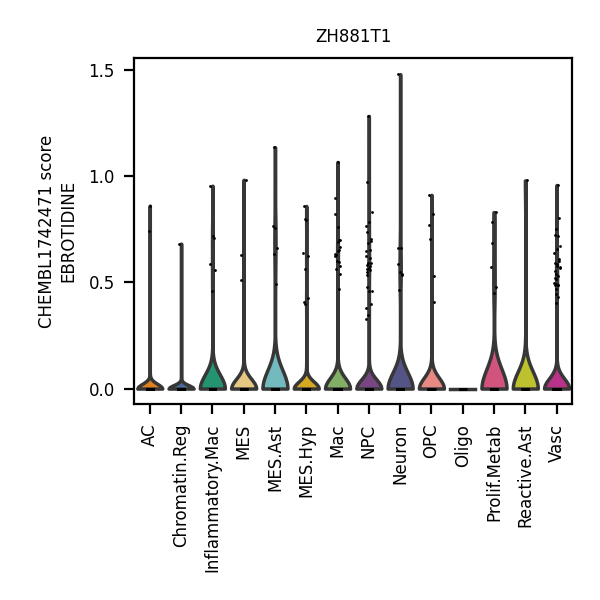 ZH881T1
CHEMBL1742471 score
EBROTIDINE
1.5
1.0
0.5
0.0
AC
Chromatin.Reg
Inflammatory.Mac
MES
MES.Ast
MES.Hyp
Mac
NPC
Neuron
OPC
Oligo
Prolif.Metab
Reactive.Ast
Vasc